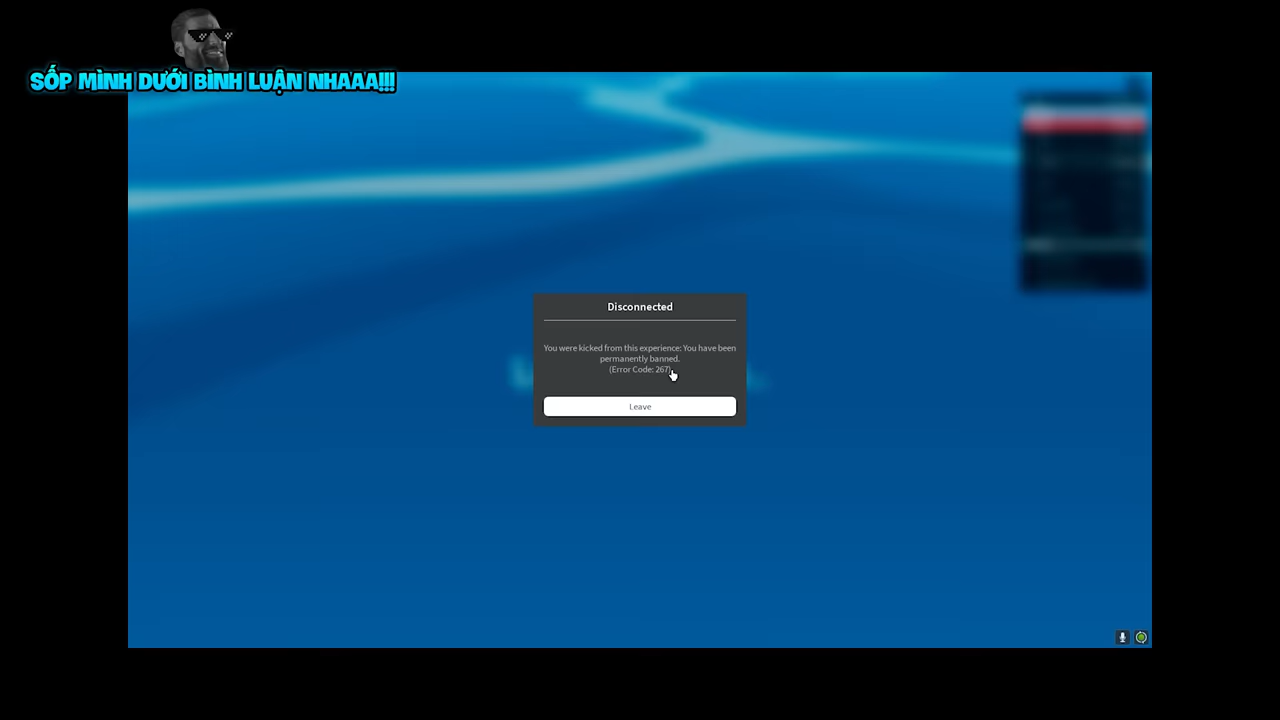 SỐP MÌNH DƯỚI BÌNH LUẬN NHAAA!!!
Disconnected
You were kicked from this experience: You have been
permanently banned.
(Error Code: 267)
Leave